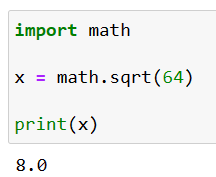 import math
x = math.sqrt(64)
print(x)
8.0